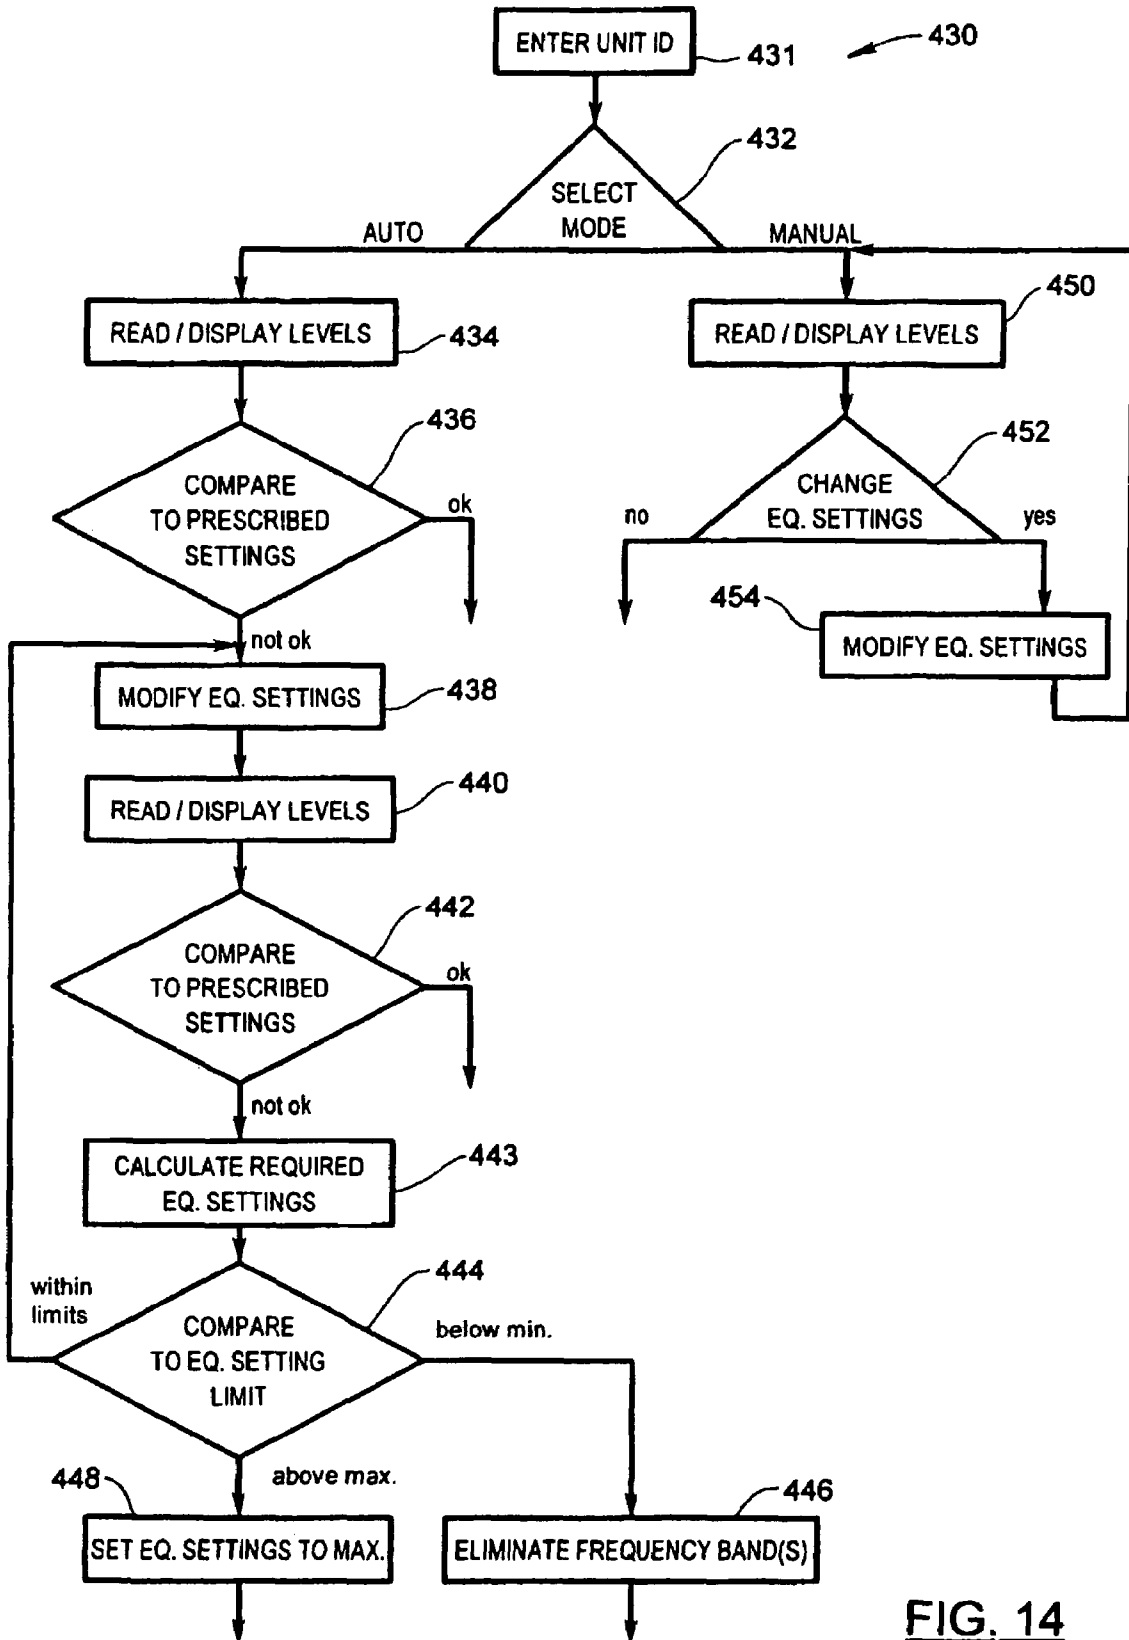 ENTER UNIT ID
431
430
432
SELECT
MODE
AUTO
MANUAL
READ / DISPLAY LEVELS
434
READ / DISPLAY LEVELS
450
436
COMPARE
TO PRESCRIBED
SETTINGS
ok
452
CHANGE
EQ. SETTINGS
no
yes
454
MODIFY EQ. SETTINGS
not ok
MODIFY EQ. SETTINGS
438
READ / DISPLAY LEVELS
440
442
COMPARE
TO PRESCRIBED
SETTINGS
ok
not ok
CALCULATE REQUIRED
EQ. SETTINGS
443
within
limits
444
COMPARE
TO EQ. SETTING
LIMIT
below min.
above max.
448
SET EQ. SETTINGS TO MAX.
446
ELIMINATE FREQUENCY BAND(S)
FIG. 14